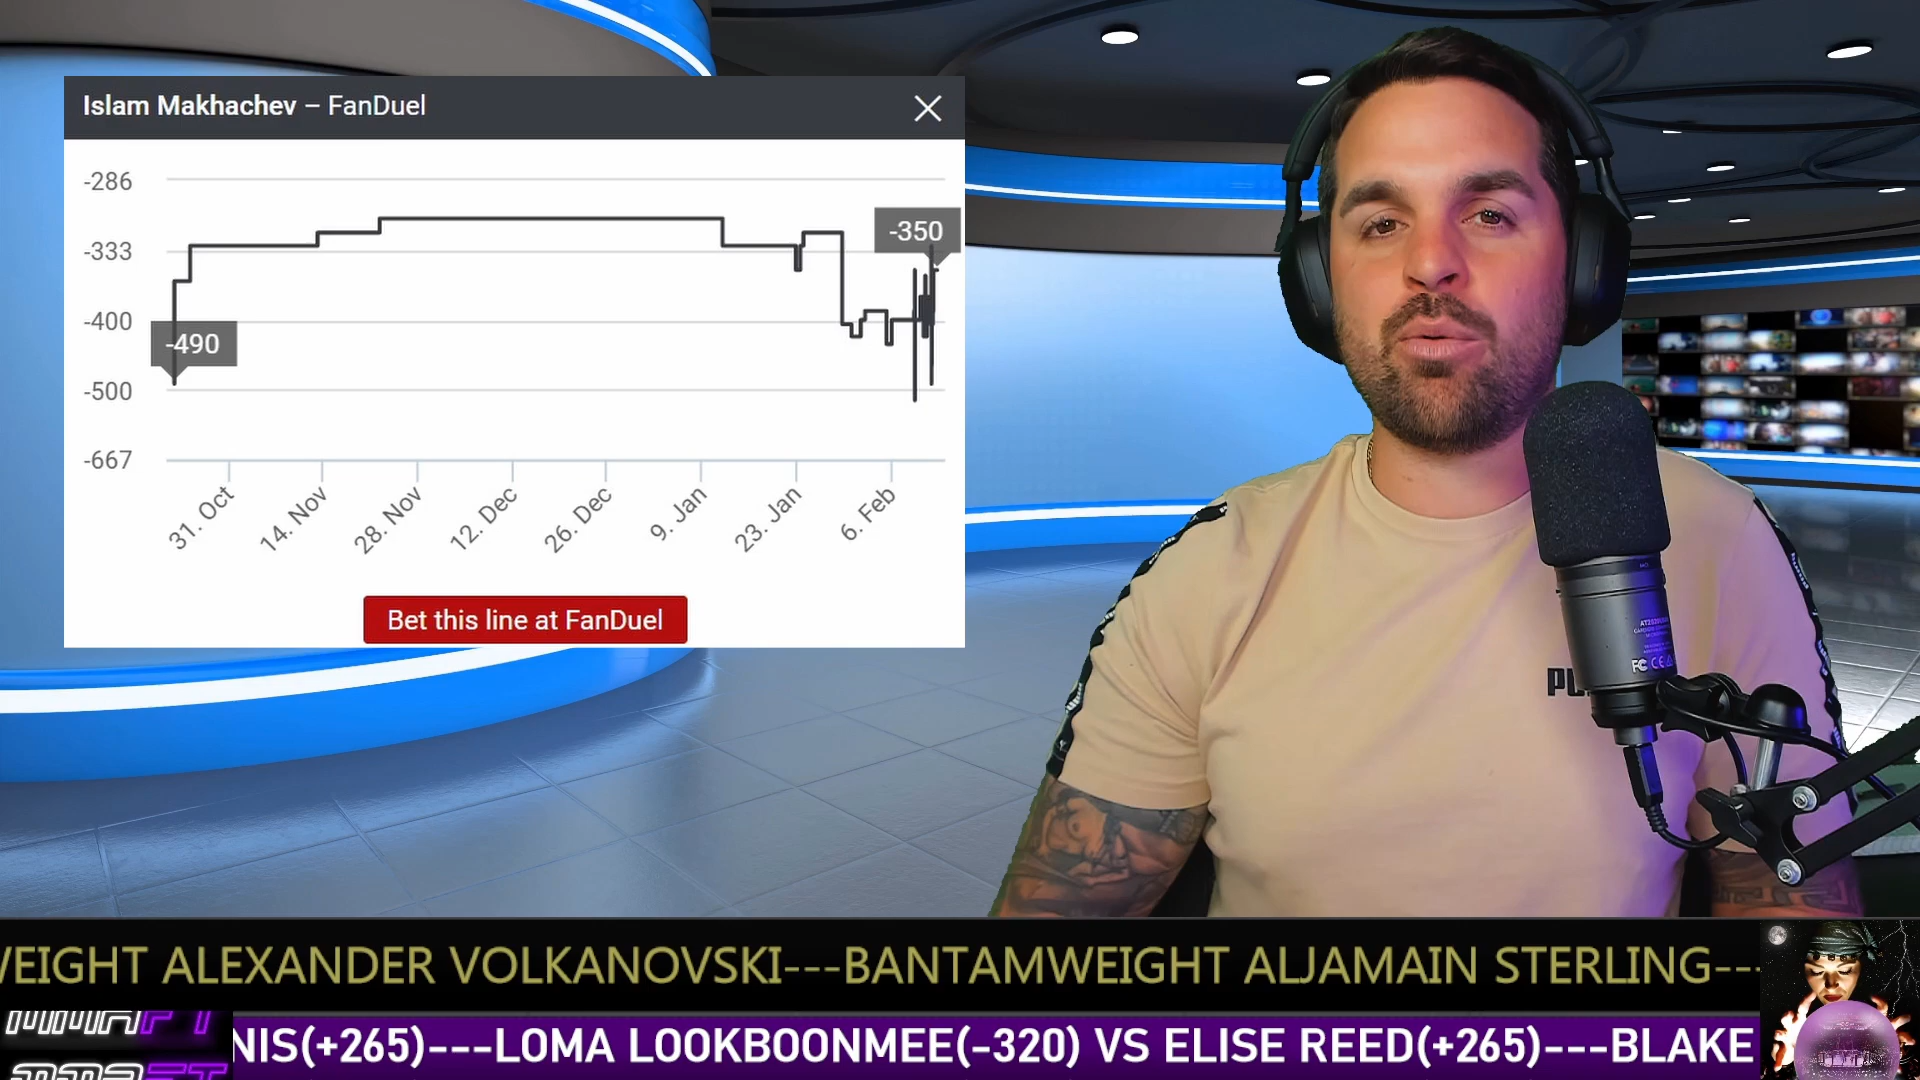 Islam Makhachev – FanDuel
-286
-333
-400
-500
-667
-490
-350
31. Oct
14. Nov
28. Nov
12. Dec
26. Dec
9. Jan
23. Jan
6. Feb
Bet this line at FanDuel
WEIGHT ALEXANDER VOLKANOVSKI---BANTAMWEIGHT ALJAMAIN STERLING---
NIS(+265)---LOMA LOOKBOONMEE(-320) VS ELISE REED(+265)---BLAKE